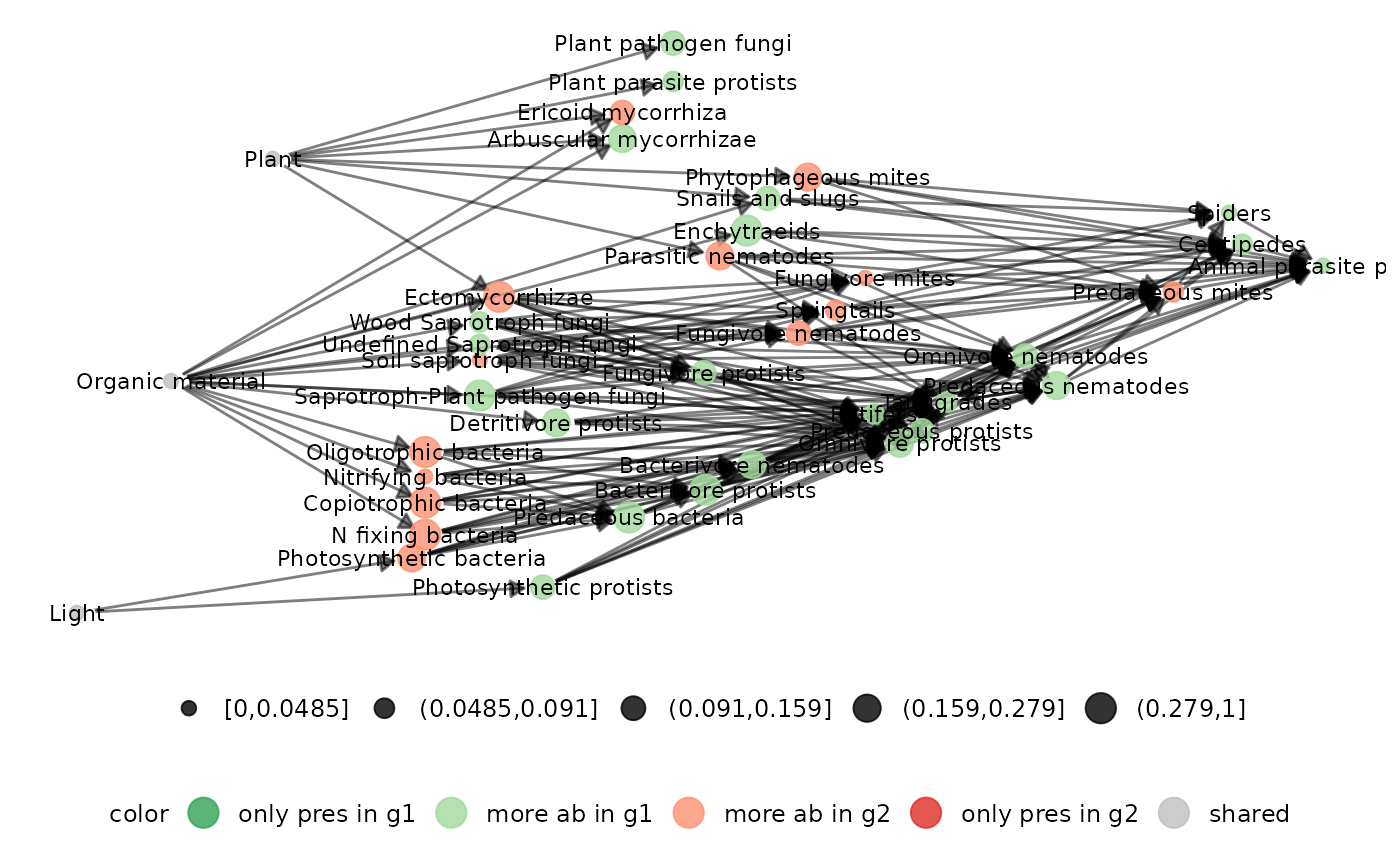 Plant pathogen fungi
Plant parasite protists
Ericoid mycorrhiza
Arbuscular mycorrhizae
Plant
Phytophageous mites
Snails and slugs
Spiders
Enchytraeids
Centipedes
Parasitic nematodes
Animal parasite p
Fungivore mites
Predaceous mites
Ectomycorrhizae
Springtails
Wood Saprotroph fungi
Fungivore nematodes
Undefined Saprotroph fungi
Omnivore nematodes
Soil saprotroph fungi
Fungivore protists
Organic material
Predaceous nematodes
Saprotroph-Plant pathogen fungi
Tardigrades
Rotifers
Detritivore protists
Predaceous protists
Omnivore protists
Oligotrophic bacteria
Bacterivore nematodes
Nitrifying bacteria
Bacterivore protists
Copiotrophic bacteria
Predaceous bacteria
N fixing bacteria
Photosynthetic bacteria
Photosynthetic protists
Light
[0,0.0485] (0.0485,0.091] (0.091,0.159] (0.159,0.279] (0.279,1]
color only pres in g1 more ab in g1 more ab in g2 only pres in g2 shared